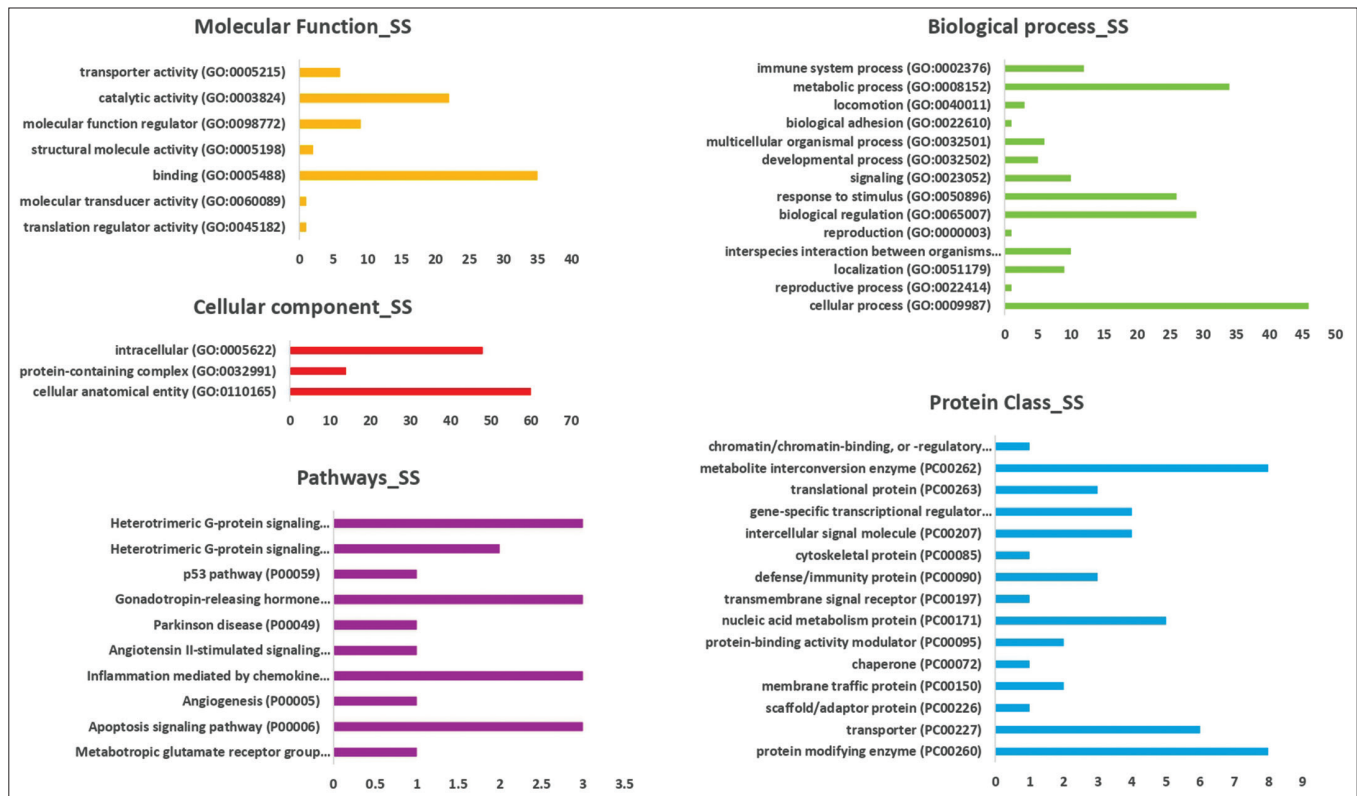 Molecular Function_SS
transporter activity (GO:0005215)
catalytic activity (GO:0003824)
molecular function regulator (GO:0098772)
structural molecule activity (GO:0005198)
binding (GO:0005488)
molecular transducer activity (GO:0060089)
translation regulator activity (GO:0045182)
0 5 10 15 20 25 30 35 40
Cellular component_SS
intracellular (GO:0005622)
protein-containing complex (GO:0032991)
cellular anatomical entity (GO:0110165)
0 10 20 30 40 50 60 70
Pathways_SS
Heterotrimeric G-protein signaling...
Heterotrimeric G-protein signaling...
p53 pathway (P00059)
Gonadotropin-releasing hormone...
Parkinson disease (P00049)
Angiotensin II-stimulated signaling...
Inflammation mediated by chemokine...
Angiogenesis (P00005)
Apoptosis signaling pathway (P00006)
Metabotropic glutamate receptor group...
0 0.5 1 1.5 2 2.5 3 3.5
Biological process_SS
immune system process (GO:0002376)
metabolic process (GO:0008152)
locomotion (GO:0040011)
biological adhesion (GO:0022610)
multicellular organismal process (GO:0032501)
developmental process (GO:0032502)
signaling (GO:0023052)
response to stimulus (GO:0050896)
biological regulation (GO:0065007)
reproduction (GO:0000003)
interspecies interaction between organisms...
localization (GO:0051179)
reproductive process (GO:0022414)
cellular process (GO:0009987)
0 5 10 15 20 25 30 35 40 45 50
Protein Class_SS
chromatin/chromatin-binding, or -regulatory...
metabolite interconversion enzyme (PC00262)
translational protein (PC00263)
gene-specific transcriptional regulator...
intercellular signal molecule (PC00207)
cytoskeletal protein (PC00085)
defense/immunity protein (PC00090)
transmembrane signal receptor (PC00197)
nucleic acid metabolism protein (PC00171)
protein-binding activity modulator (PC00095)
chaperone (PC00072)
membrane traffic protein (PC00150)
scaffold/adaptor protein (PC00226)
transporter (PC00227)
protein modifying enzyme (PC00260)
0 1 2 3 4 5 6 7 8 9